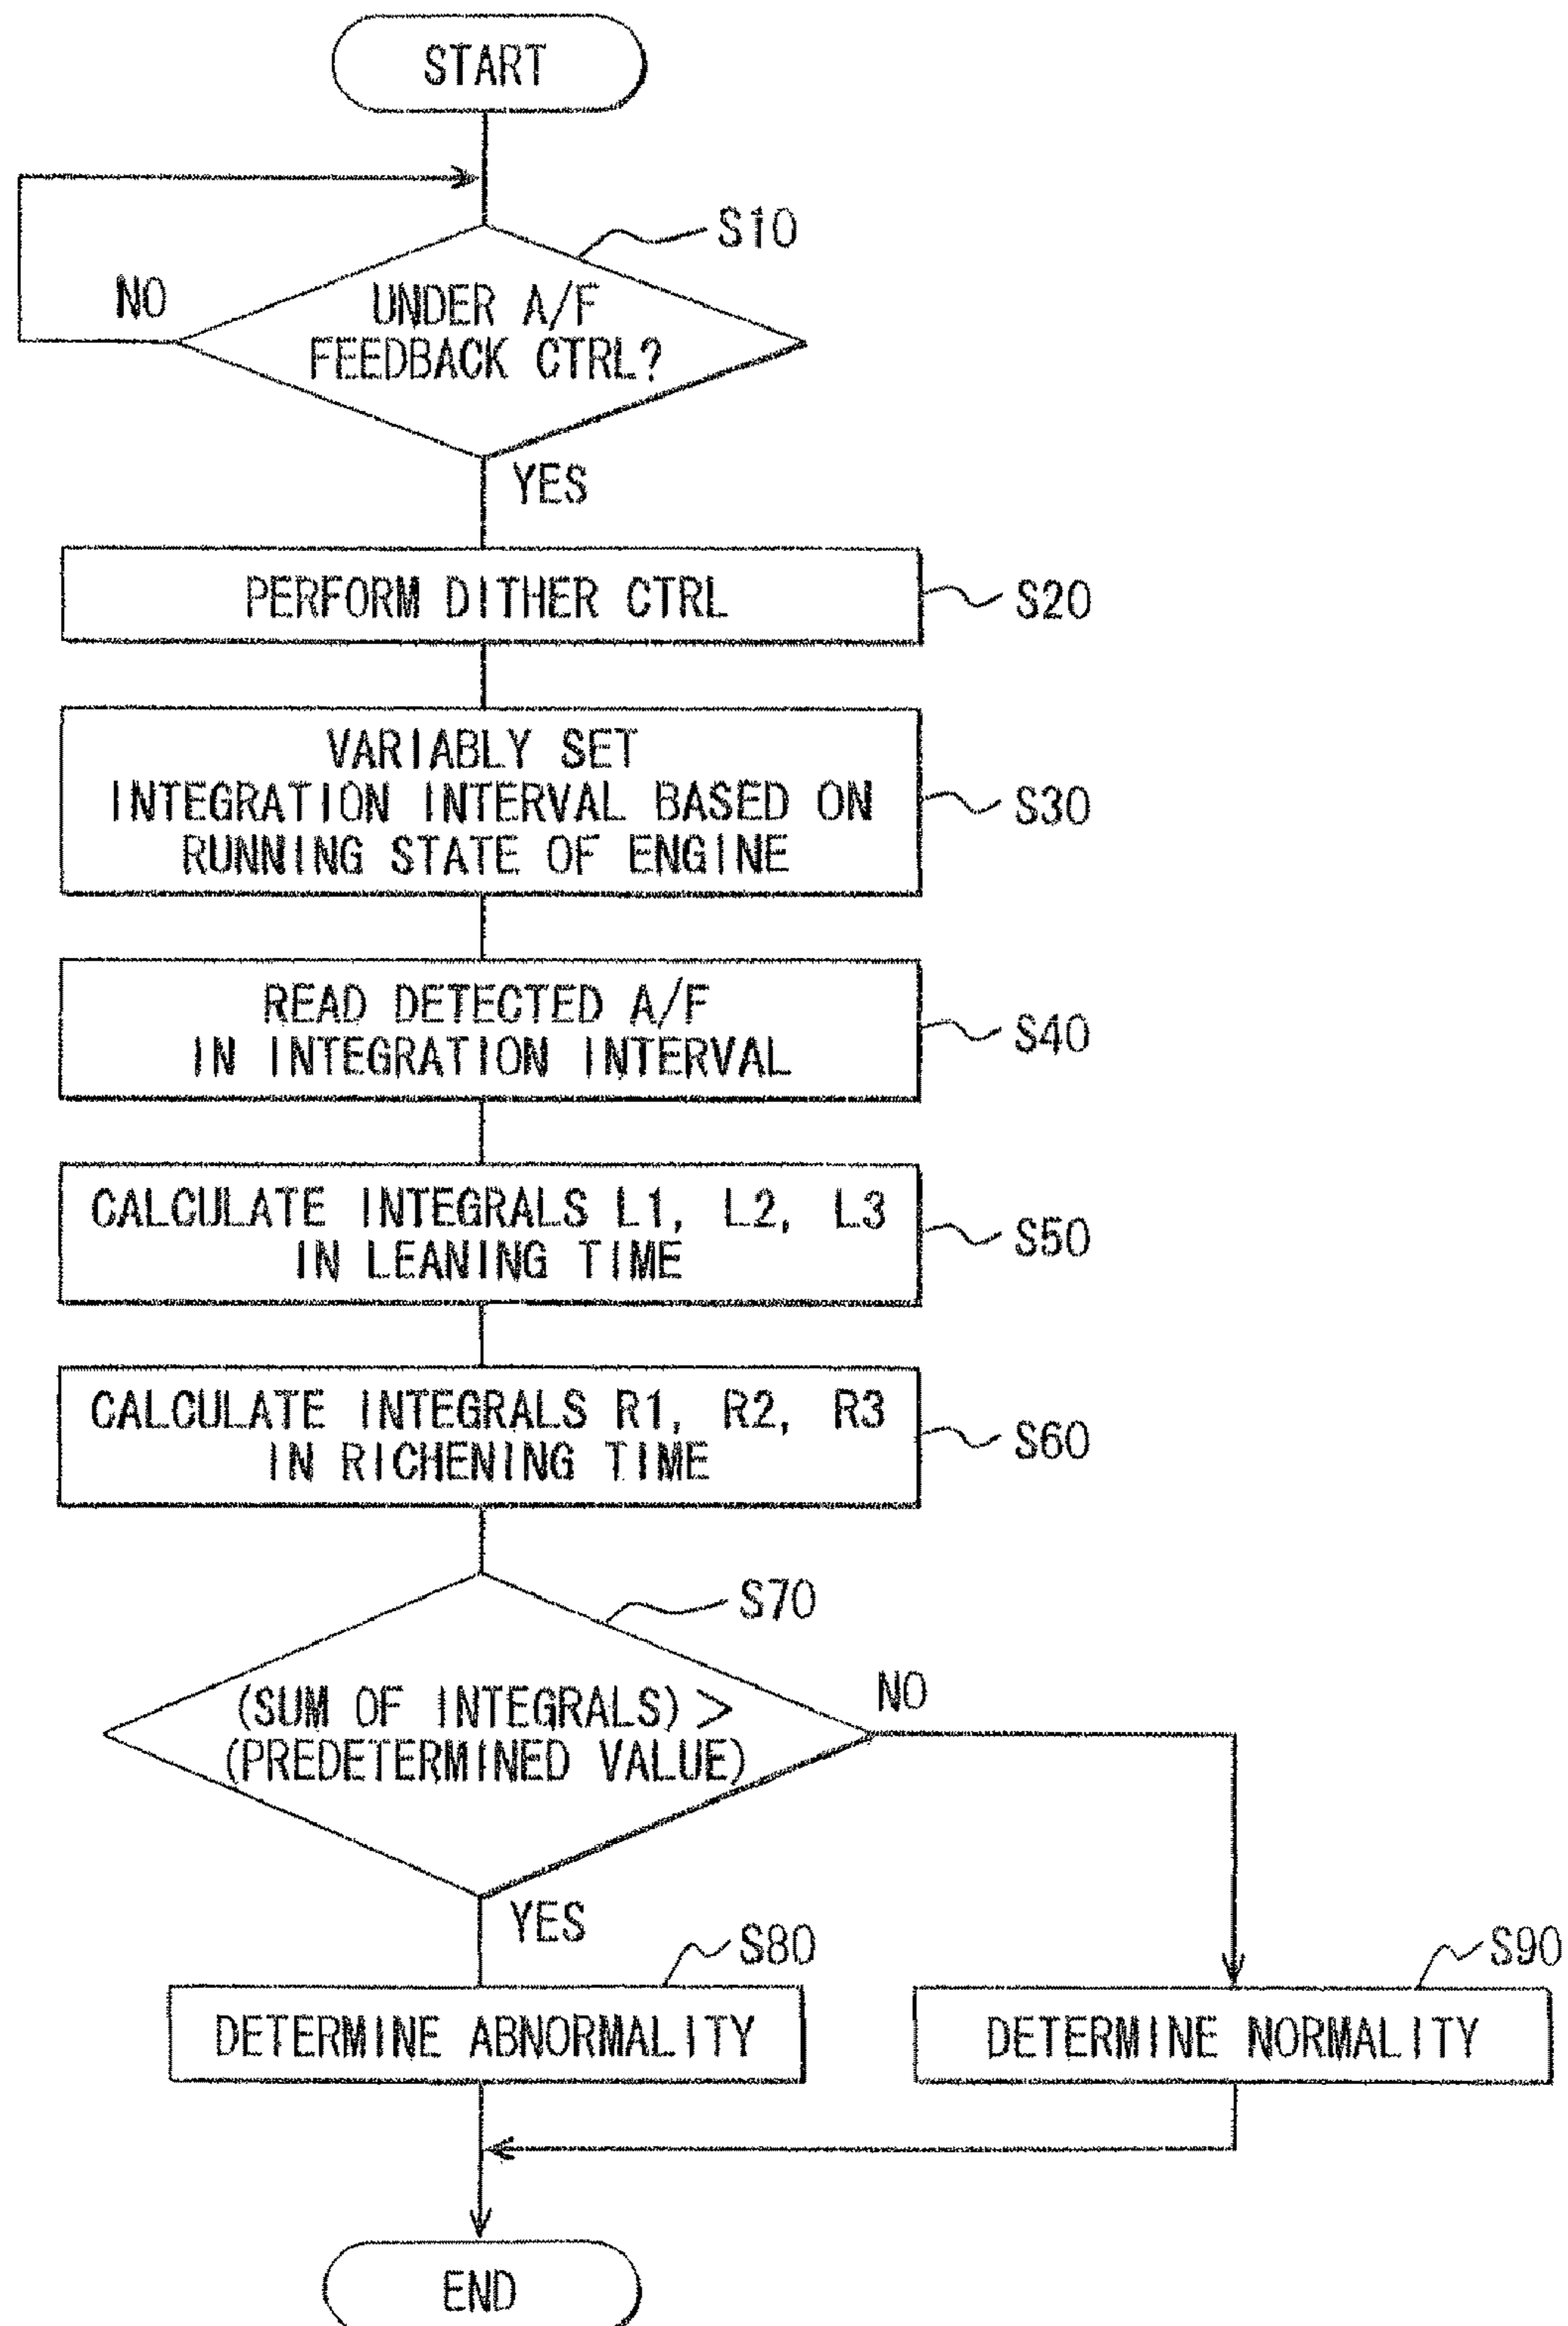 START
S10
NO
UNDER A/F
FEEDBACK CTRL?
YES
PERFORM DITHER CTRL
S20
VARIABLY SET
INTEGRATION INTERVAL BASED ON
RUNNING STATE OF ENGINE
S30
READ DETECTED A/F
IN INTEGRATION INTERVAL
S40
CALCULATE INTEGRALS L1, L2, L3
IN LEANING TIME
S50
CALCULATE INTEGRALS R1, R2, R3
IN RICHENING TIME
S60
S70
(SUM OF INTEGRALS) >
(PREDETERMINED VALUE)
NO
YES
S80
DETERMINE ABNORMALITY
S90
DETERMINE NORMALITY
END